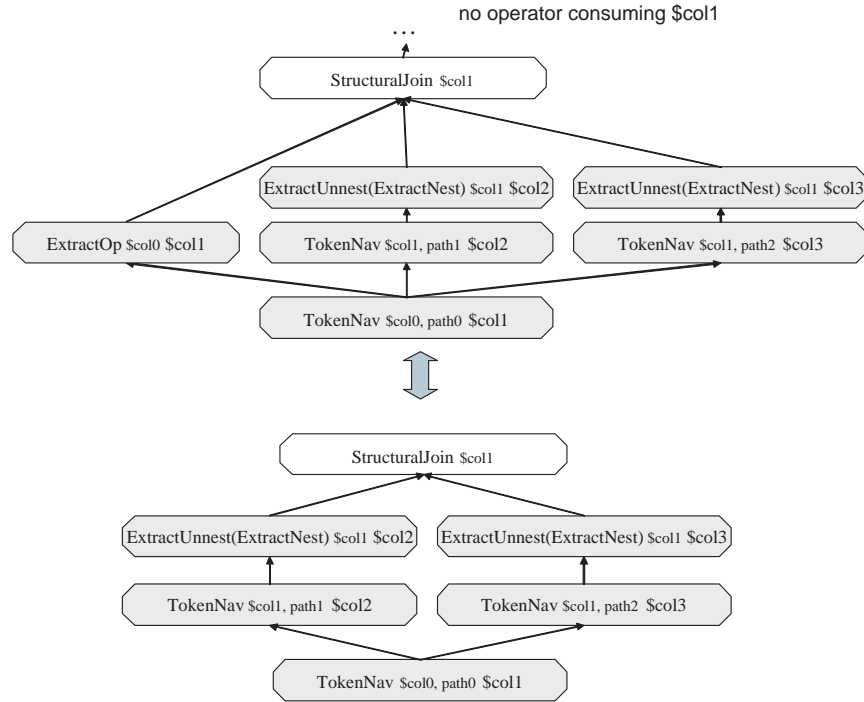 no operator consuming $col1
…
StructuralJoin $col1
ExtractUnnest(ExtractNest) $col1 $col2
ExtractUnnest(ExtractNest) $col1 $col3
ExtractOp $col0 $col1
TokenNav $col1, path1 $col2
TokenNav $col1, path2 $col3
TokenNav $col0, path0 $col1
StructuralJoin $col1
ExtractUnnest(ExtractNest) $col1 $col2
ExtractUnnest(ExtractNest) $col1 $col3
TokenNav $col1, path1 $col2
TokenNav $col1, path2 $col3
TokenNav $col0, path0 $col1